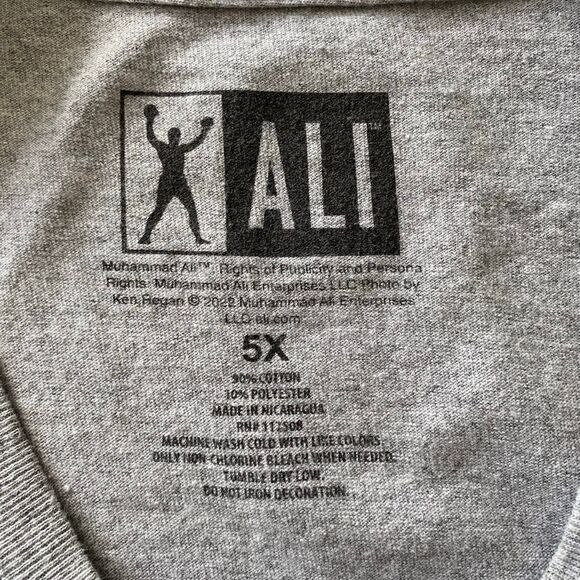 ALI™
Muhammad Ali™ Rights of Publicity and Persona
Rights: Muhammad Ali Enterprises LLC Photo by
Ken Regan © 2022 Muhammad Ali Enterprises
LLC ali.com
5X
90% COTTON
10% POLYESTER
MADE IN NICARAGUA
RN# 112508
MACHINE WASH COLD WITH LIKE COLORS.
ONLY NON-CHLORINE BLEACH WHEN NEEDED.
TUMBLE DRY LOW.
DO NOT IRON DECORATION.